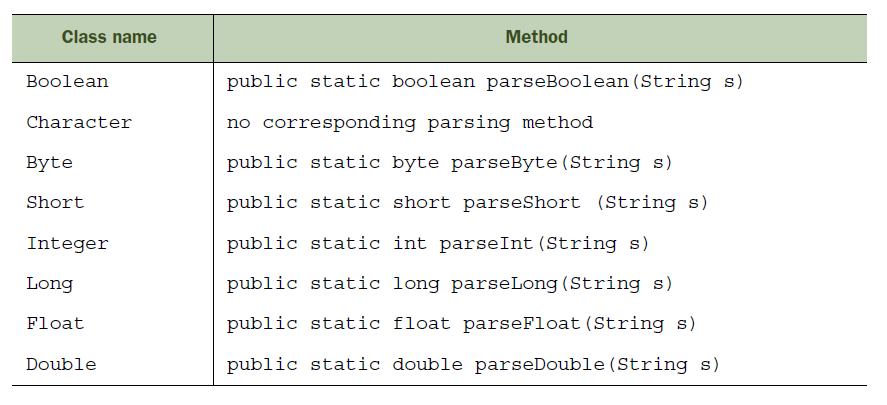 Class name Method
Boolean public static boolean parseBoolean(String s)
Character no corresponding parsing method
Byte public static byte parseByte(String s)
Short public static short parseShort (String s)
Integer public static int parseInt(String s)
Long public static long parseLong(String s)
Float public static float parseFloat(String s)
Double public static double parseDouble(String s)